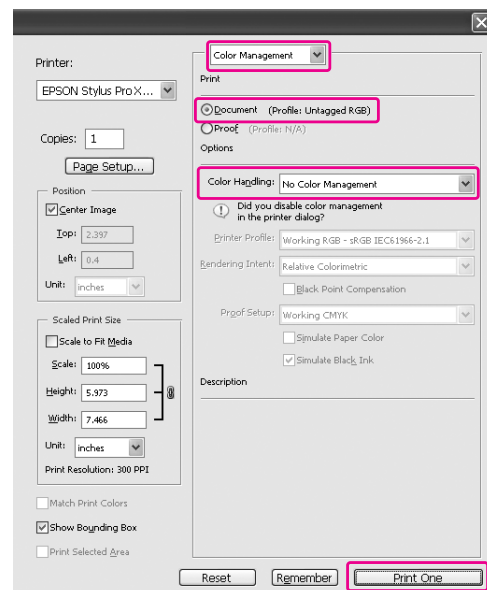 Printer:
EPSON Stylus Pro X...
Copies: 1
Page Setup...
Position
Center Image
Top: 2.397
Left: 0.4
Unit: inches
Scaled Print Size
Scale to Fit Media
Scale: 100%
Height: 5.973
Width: 7.466
Unit: inches
Print Resolution: 300 PPI
Match Print Colors
Show Bounding Box
Print Selected Area
Color Management
Print
Document (Profile: Untagged RGB)
Proof (Profile: N/A)
Options
Color Handling: No Color Management
Did you disable color management
in the printer dialog?
Printer Profile: Working RGB - sRGB IEC61966-2.1
Rendering Intent: Relative Colorimetric
Black Point Compensation
Proof Setup: Working CMYK
Simulate Paper Color
Simulate Black Ink
Description
Reset Remember Print One